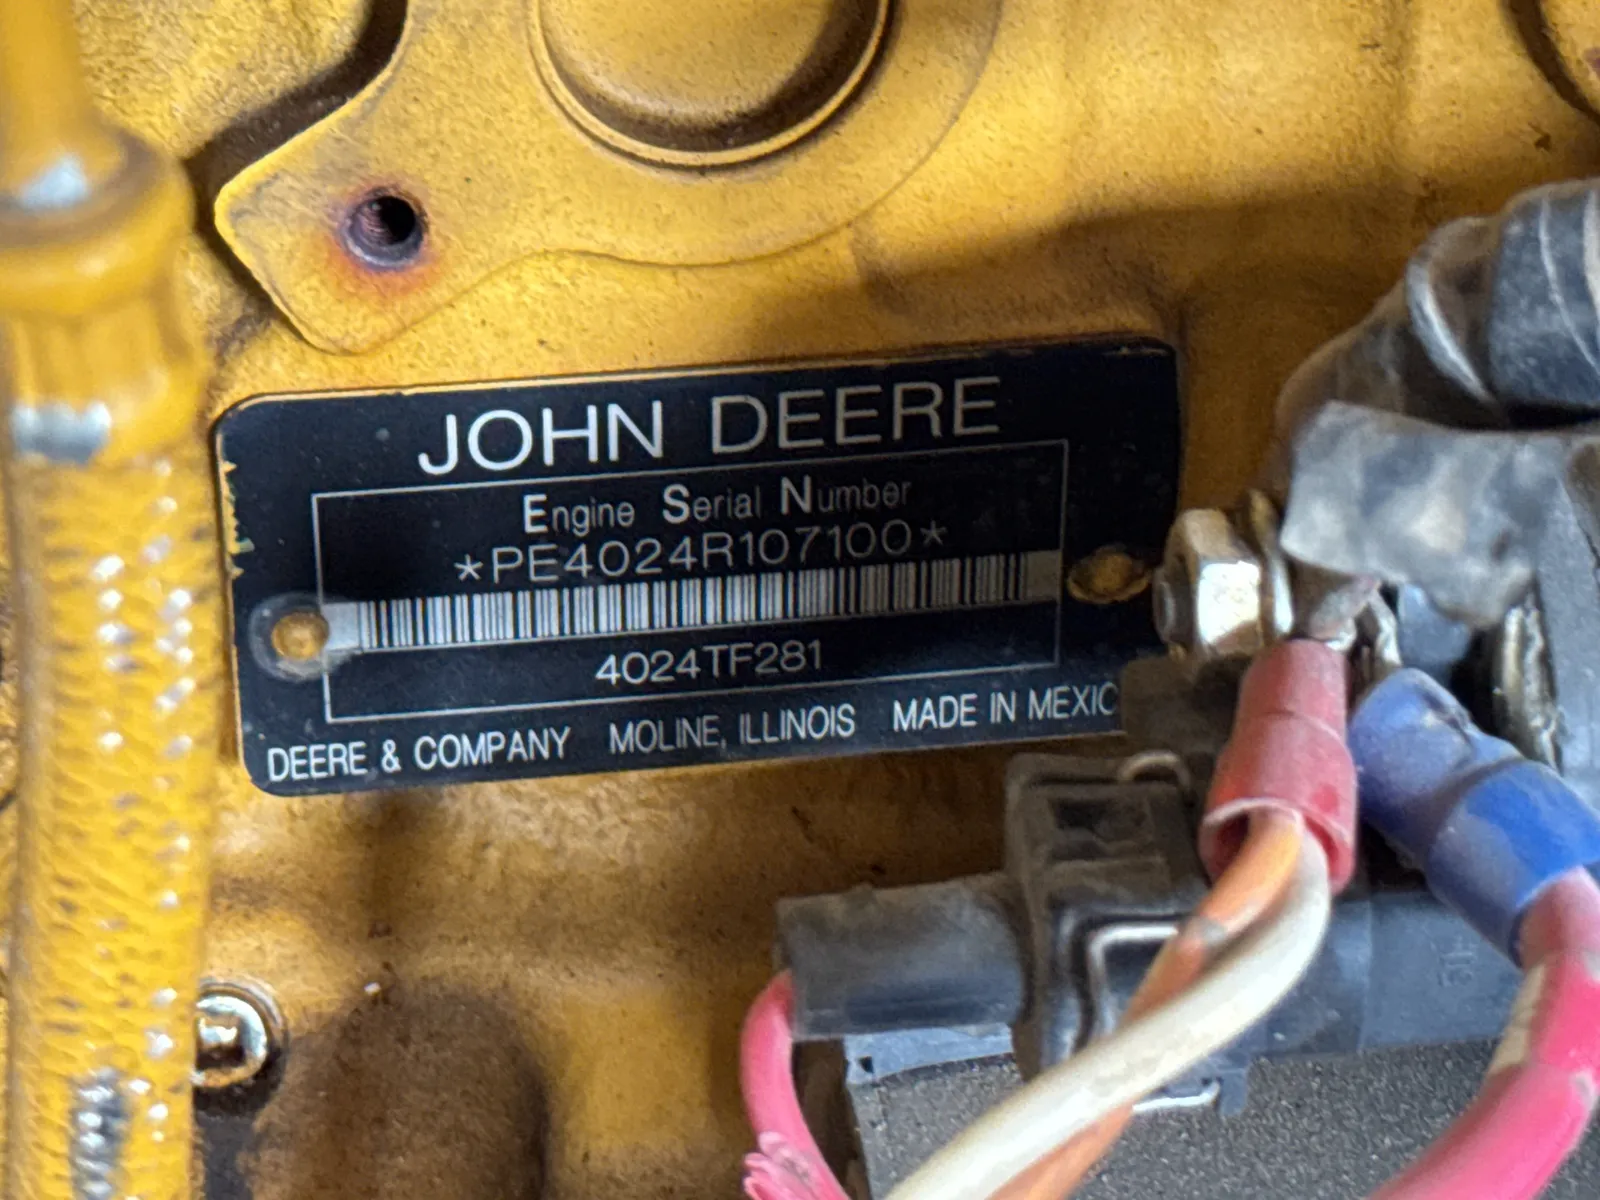 JOHN DEERE
Engine Serial Number
*PE4024R107100*
4024TF281
DEERE & COMPANY MOLINE, ILLINOIS MADE IN MEXIC